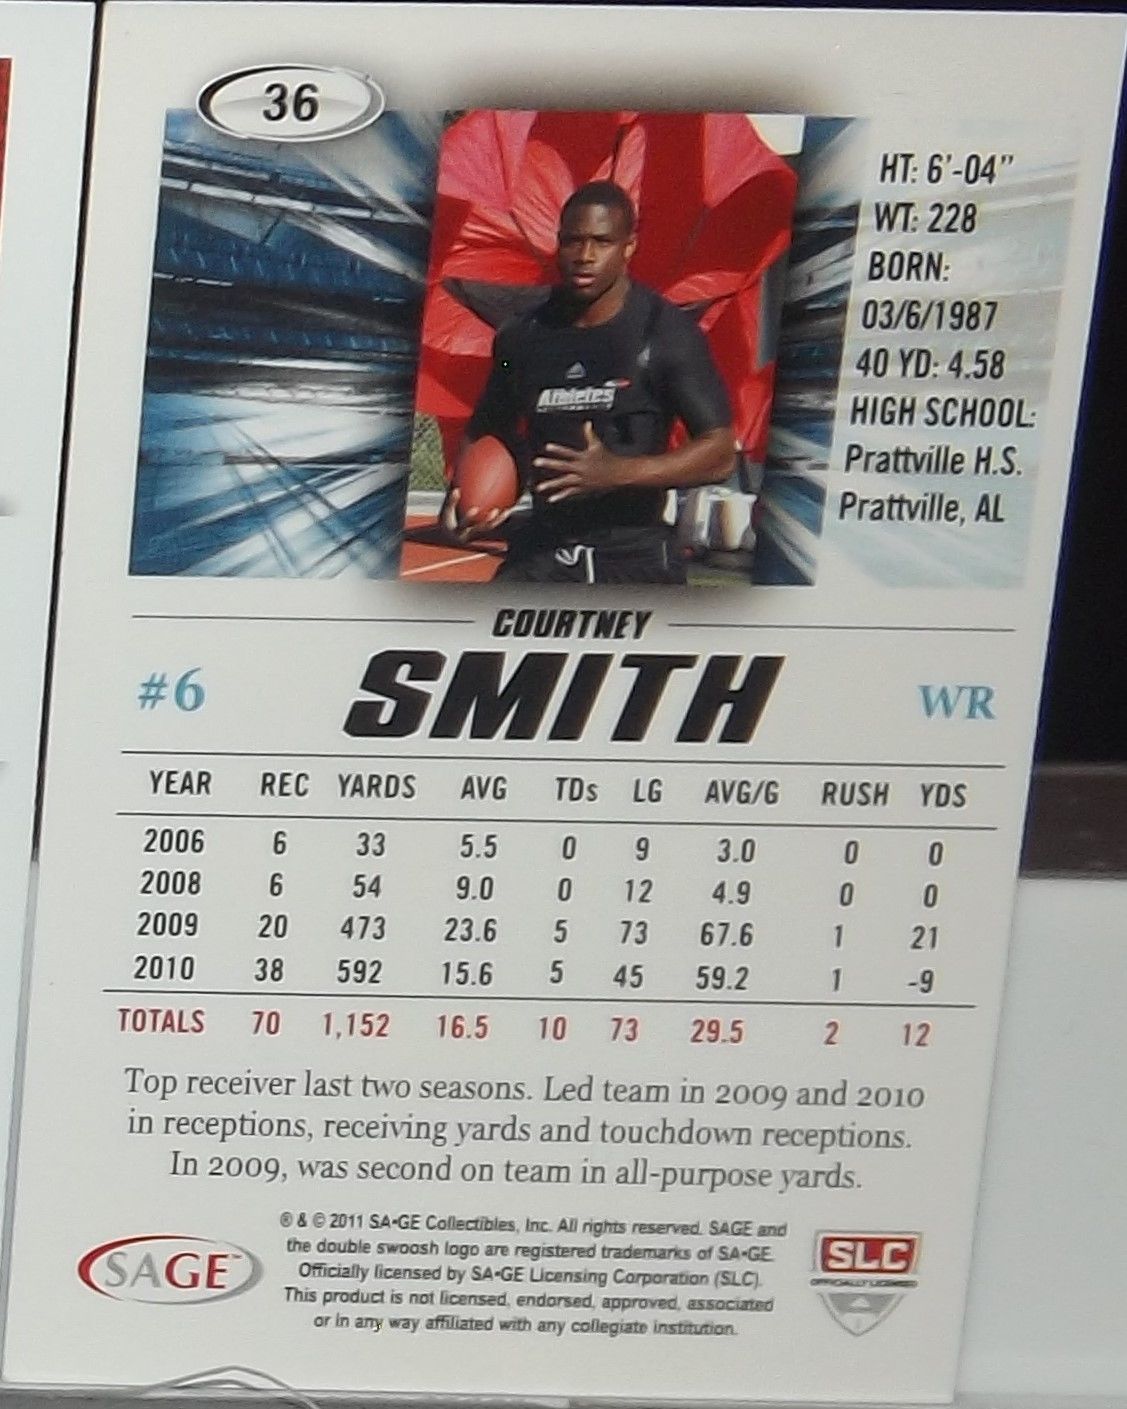 36
HT: 6'-04"
WT: 228
BORN:
03/6/1987
40 YD: 4.58
HIGH SCHOOL:
Prattville H.S.
Prattville, AL
Athletes
COURTNEY
#6 SMITH WR
YEAR REC YARDS AVG TDs LG AVG/G RUSH YDS
2006 6 33 5.5 0 9 3.0 0 0
2008 6 54 9.0 0 12 4.9 0 0
2009 20 473 23.6 5 73 67.6 1 21
2010 38 592 15.6 5 45 59.2 1 -9
TOTALS 70 1,152 16.5 10 73 29.5 2 12
Top receiver last two seasons. Led team in 2009 and 2010
in receptions, receiving yards and touchdown receptions.
In 2009, was second on team in all-purpose yards.
® & © 2011 SA•GE Collectibles, Inc. All rights reserved. SAGE and
the double swoosh logo are registered trademarks of SA•GE.
Officially licensed by SA•GE Licensing Corporation (SLC).
This product is not licensed, endorsed, approved, associated
or in any way affiliated with any collegiate institution.
SAGE™
SLC
OFFICIALLY LICENSED